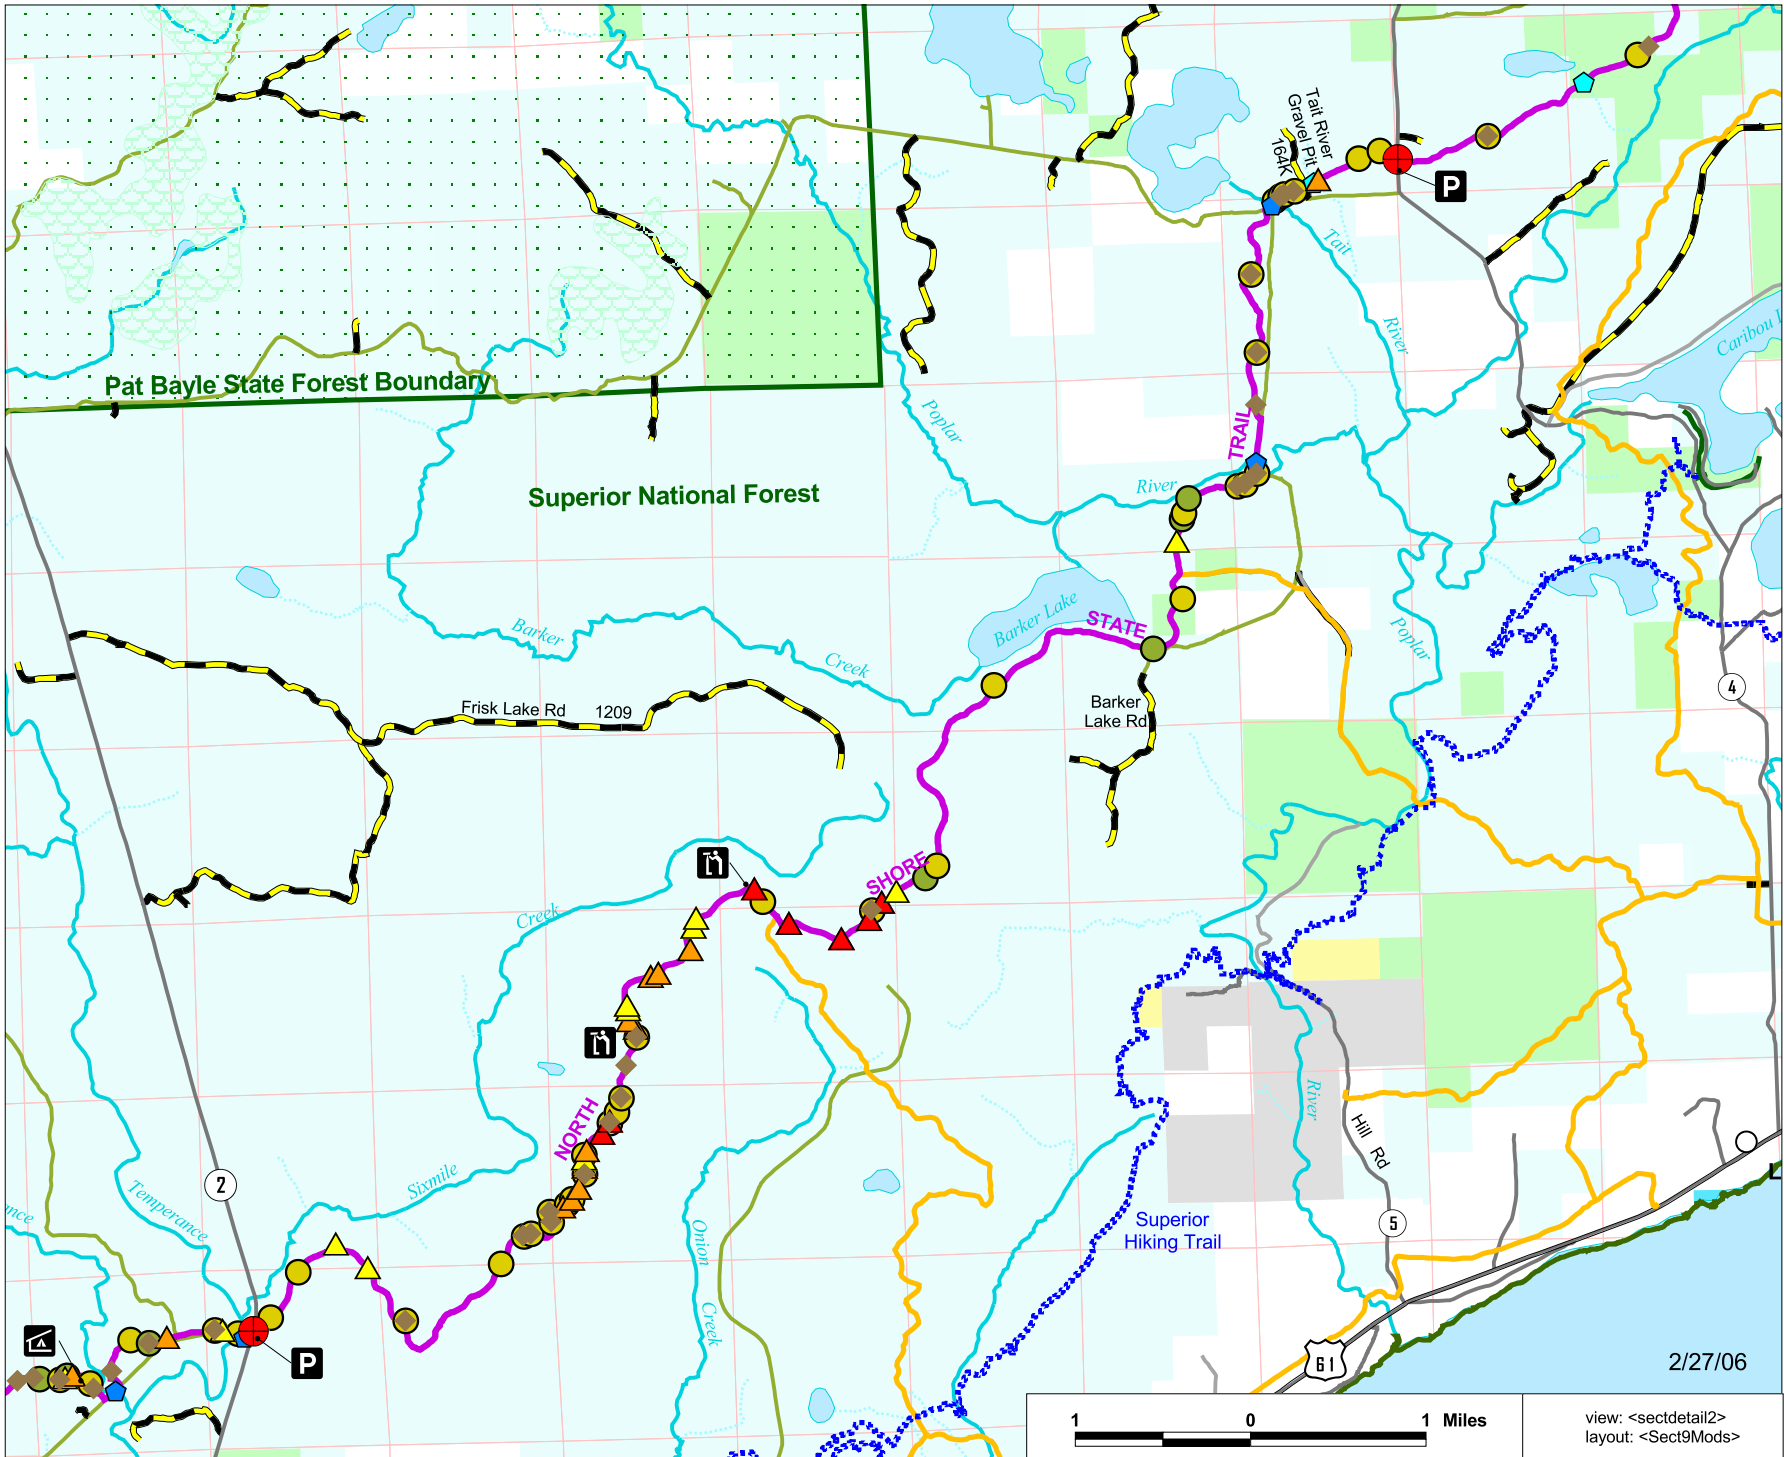 Tait River
Gravel Pit
164K
P
Tait
River
Caribou
Pat Bayle State Forest Boundary
Poplar
TRAIL
River
Superior National Forest
Barker Lake
STATE
Barker
Creek
Poplar
Frisk Lake Rd 1209
Barker
Lake Rd
4
SHORE
Creek
NORTH
River
Hill Rd
2
Temperance
Sixmile
nce
Onion
Creek
Superior
Hiking Trail
5
P
61
2/27/06
1 0 1 Miles
view: <sectdetail2>
layout: <Sect9Mods>